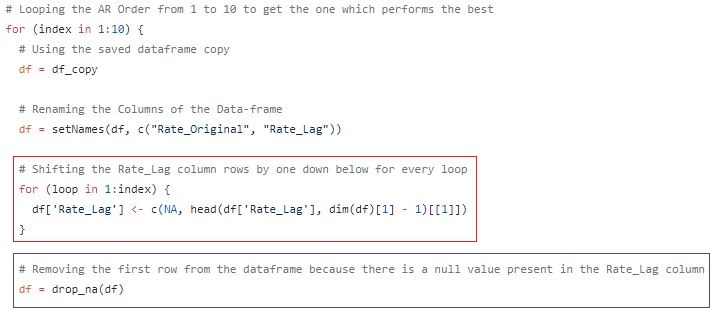 # Looping the AR Order from 1 to 10 to get the one which performs the best
for (index in 1:10) {
# Using the saved dataframe copy
df = df_copy
# Renaming the Columns of the Data-frame
df = setNames(df, c("Rate_Original", "Rate_Lag"))
# Shifting the Rate_Lag column rows by one down below for every loop
for (loop in 1:index) {
df['Rate_Lag'] <- c(NA, head(df['Rate_Lag'], dim(df)[1] - 1)[[1]])
}
# Removing the first row from the dataframe because there is a null value present in the Rate_Lag column
df = drop_na(df)